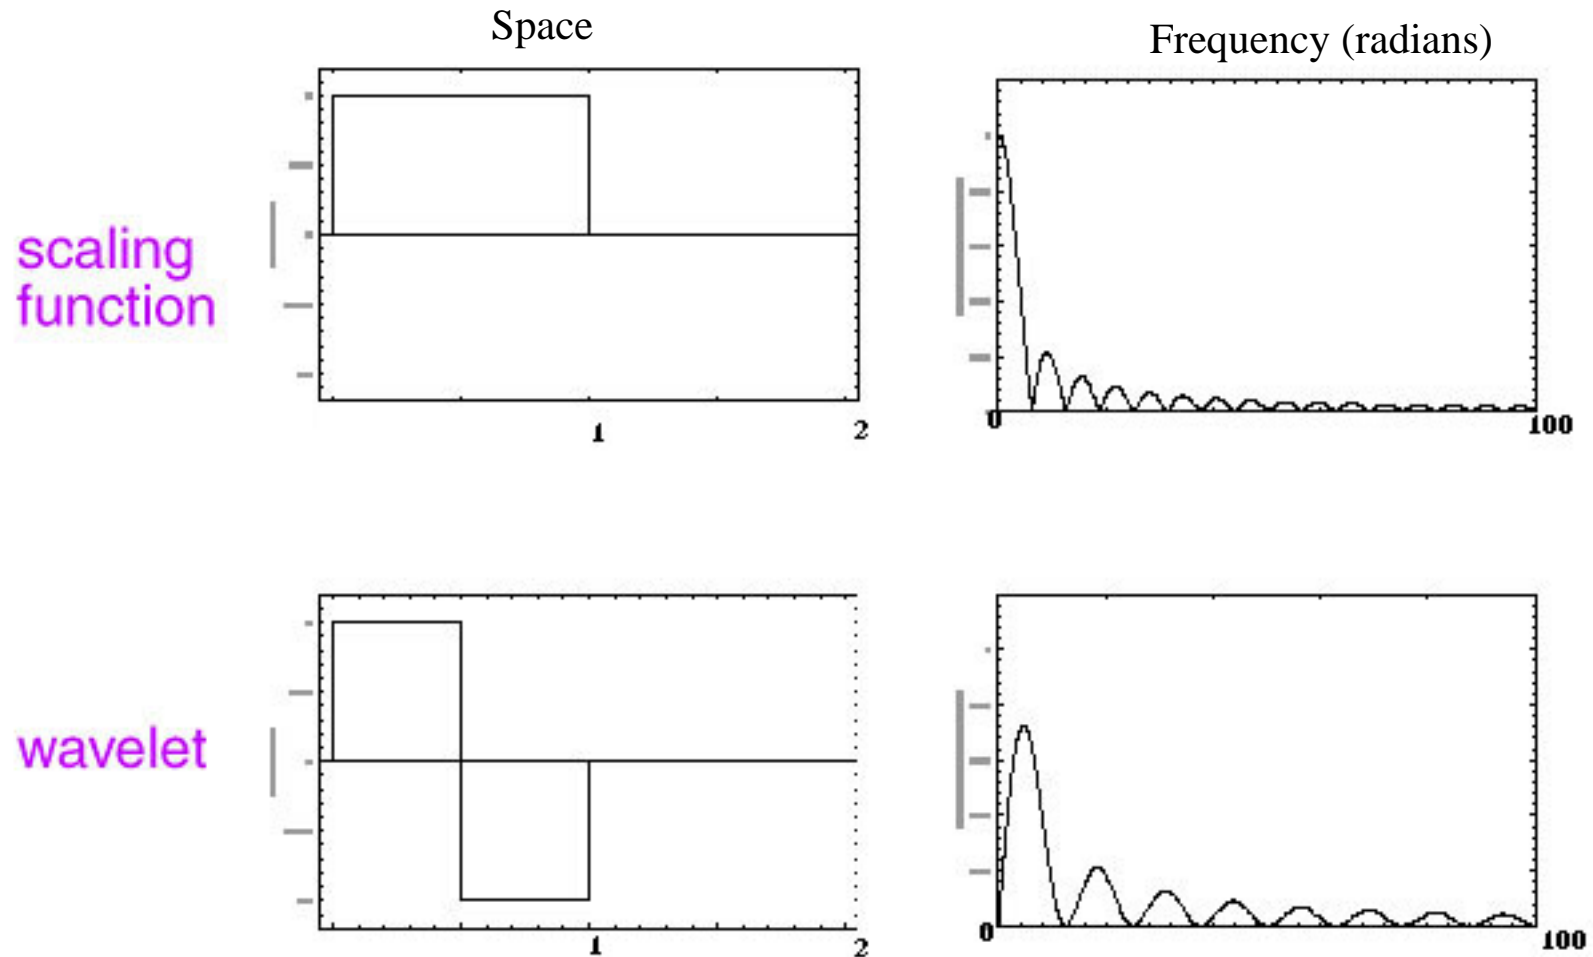 Space
Frequency (radians)
scaling
function
1
2
0
100
wavelet
1
2
0
100